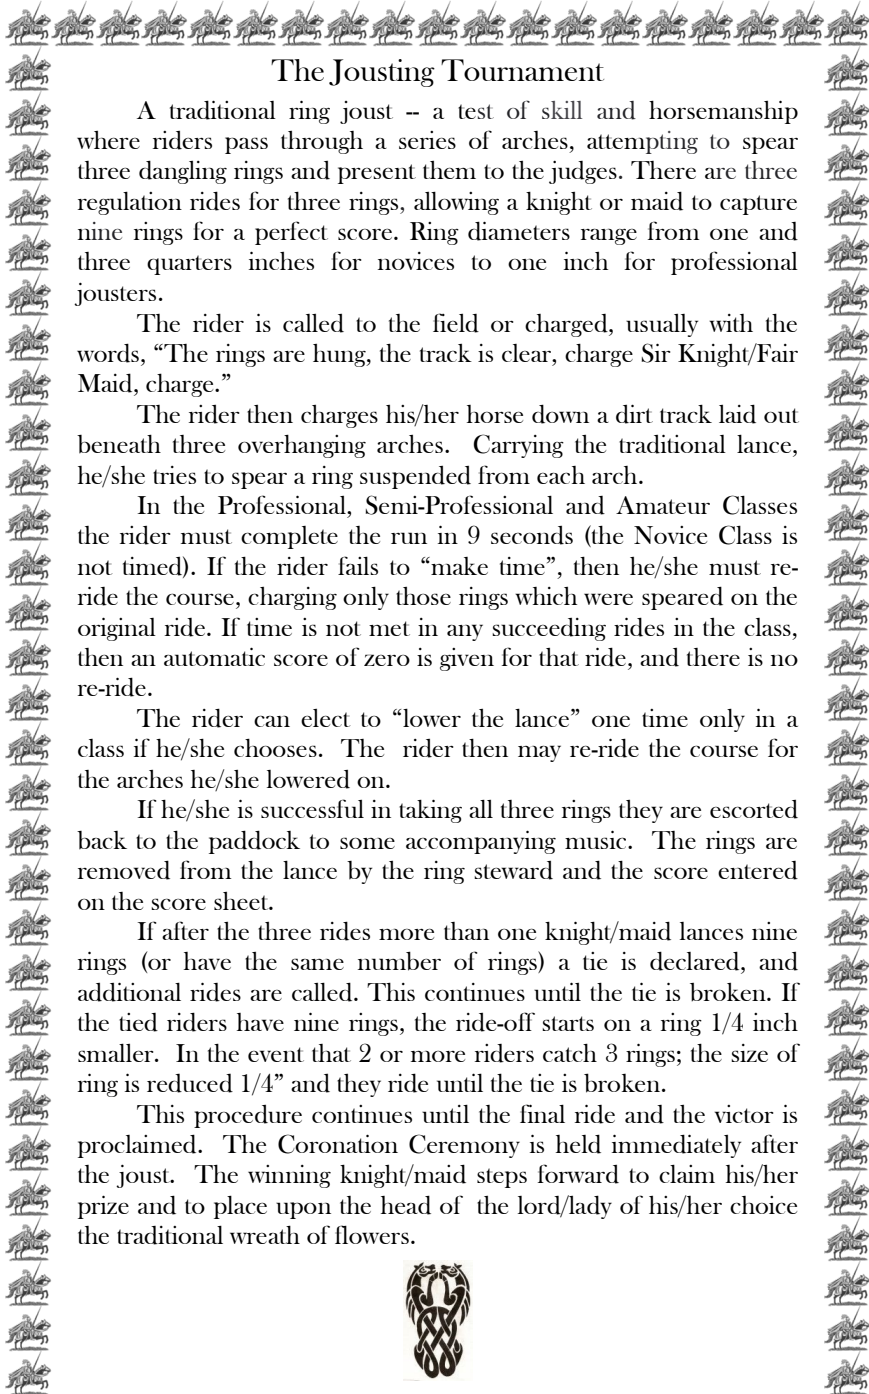 The Jousting Tournament
A traditional ring joust -- a test of skill and horsemanship
where riders pass through a series of arches, attempting to spear
three dangling rings and present them to the judges. There are three
regulation rides for three rings, allowing a knight or maid to capture
nine rings for a perfect score. Ring diameters range from one and
three quarters inches for novices to one inch for professional
jousters.
The rider is called to the field or charged, usually with the
words, “The rings are hung, the track is clear, charge Sir Knight/Fair
Maid, charge.”
The rider then charges his/her horse down a dirt track laid out
beneath three overhanging arches. Carrying the traditional lance,
he/she tries to spear a ring suspended from each arch.
In the Professional, Semi-Professional and Amateur Classes
the rider must complete the run in 9 seconds (the Novice Class is
not timed). If the rider fails to “make time”, then he/she must re-
ride the course, charging only those rings which were speared on the
original ride. If time is not met in any succeeding rides in the class,
then an automatic score of zero is given for that ride, and there is no
re-ride.
The rider can elect to “lower the lance” one time only in a
class if he/she chooses. The rider then may re-ride the course for
the arches he/she lowered on.
If he/she is successful in taking all three rings they are escorted
back to the paddock to some accompanying music. The rings are
removed from the lance by the ring steward and the score entered
on the score sheet.
If after the three rides more than one knight/maid lances nine
rings (or have the same number of rings) a tie is declared, and
additional rides are called. This continues until the tie is broken. If
the tied riders have nine rings, the ride-off starts on a ring 1/4 inch
smaller. In the event that 2 or more riders catch 3 rings; the size of
ring is reduced 1/4” and they ride until the tie is broken.
This procedure continues until the final ride and the victor is
proclaimed. The Coronation Ceremony is held immediately after
the joust. The winning knight/maid steps forward to claim his/her
prize and to place upon the head of the lord/lady of his/her choice
the traditional wreath of flowers.